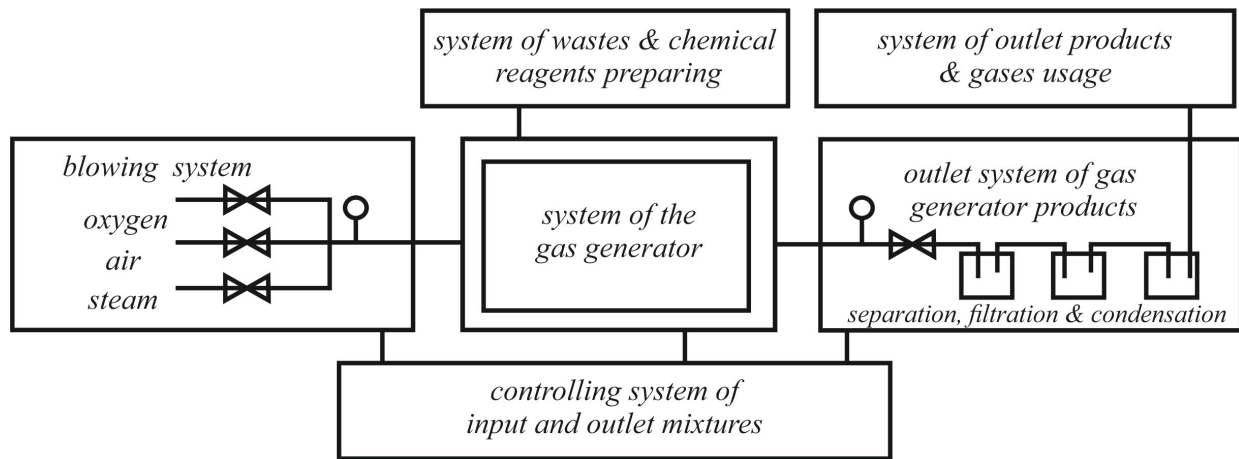 system of wastes & chemical
reagents preparing
system of outlet products
& gases usage
blowing system
oxygen
air
steam
system of the
gas generator
outlet system of gas
generator products
separation, filtration & condensation
controlling system of
input and outlet mixtures